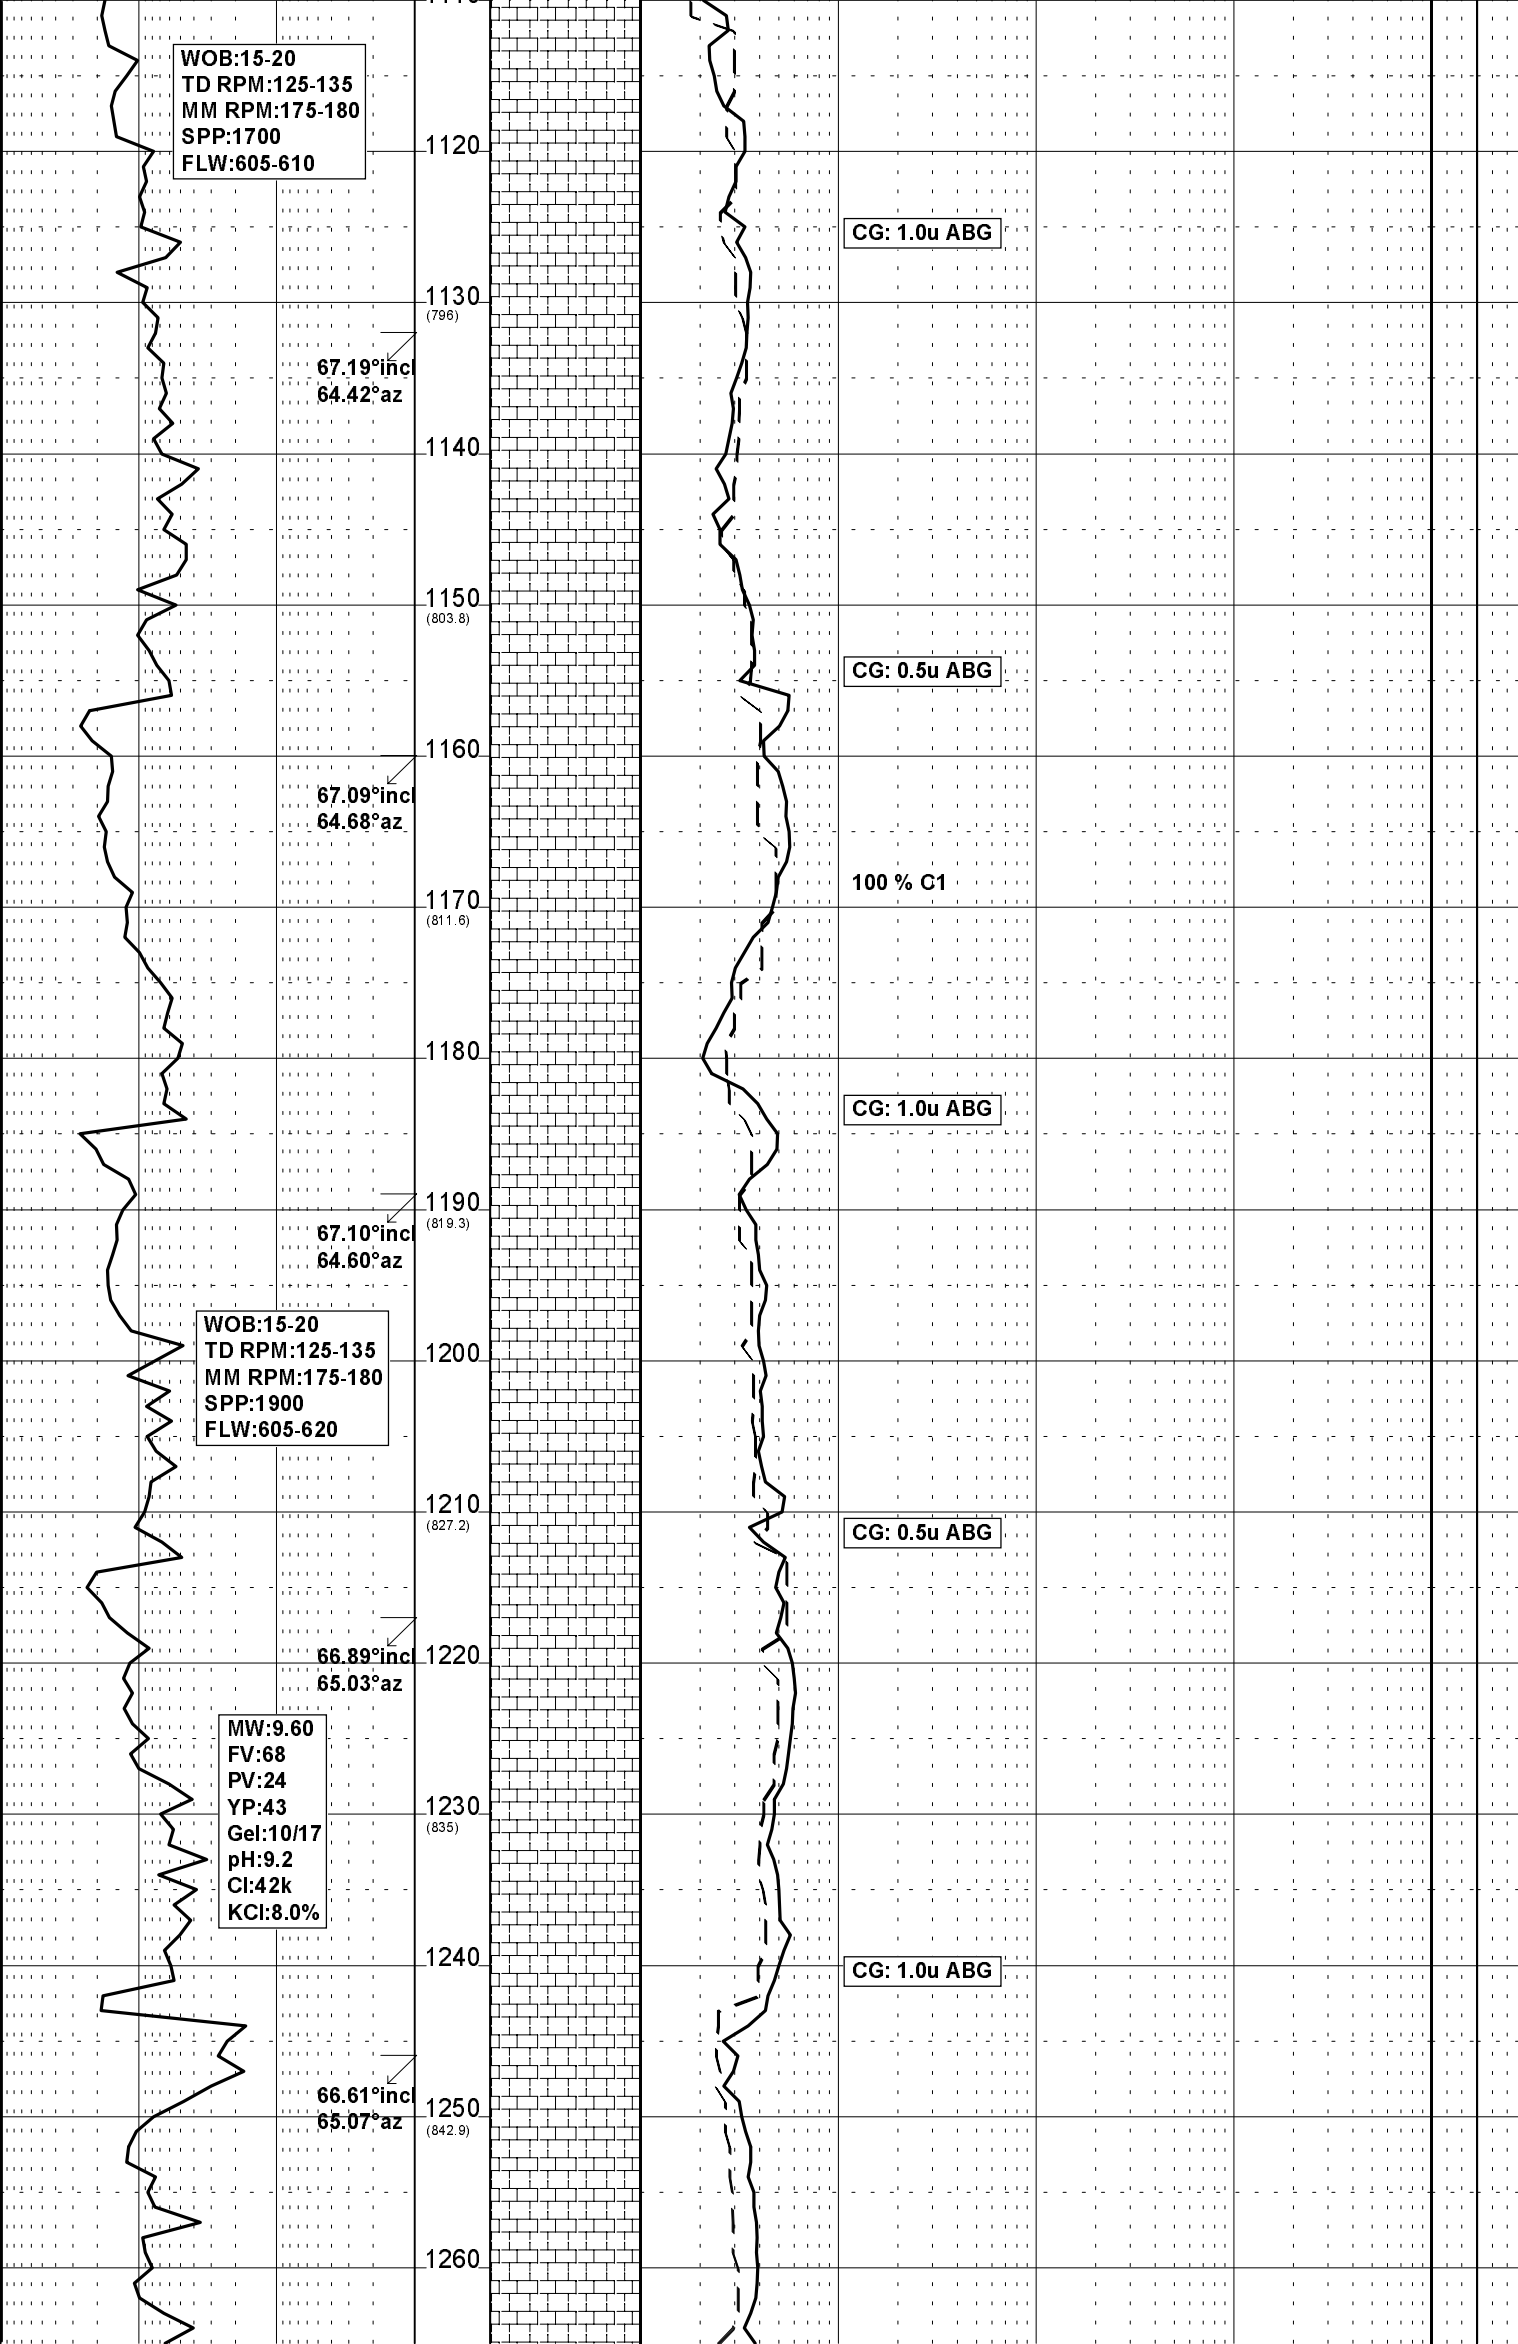 WOB:15-20
TD RPM:125-135
MM RPM:175-180
SPP:1700
FLW:605-610
1120
CG: 1.0u ABG
1130
(796)
67.19°incl
64.42°az
1140
1150
(803.8)
CG: 0.5u ABG
1160
67.09°incl
64.68°az
100 % C1
1170
(811.6)
1180
CG: 1.0u ABG
1190
(819.3)
67.10°incl
64.60°az
WOB:15-20
TD RPM:125-135
MM RPM:175-180
SPP:1900
FLW:605-620
1200
1210
(827.2)
CG: 0.5u ABG
1220
66.89°incl
65.03°az
MW:9.60
FV:68
PV:24
YP:43
Gel:10/17
pH:9.2
Cl:42k
KCl:8.0%
1230
(835)
1240
CG: 1.0u ABG
66.61°incl
65.07°az
1250
(842.9)
1260